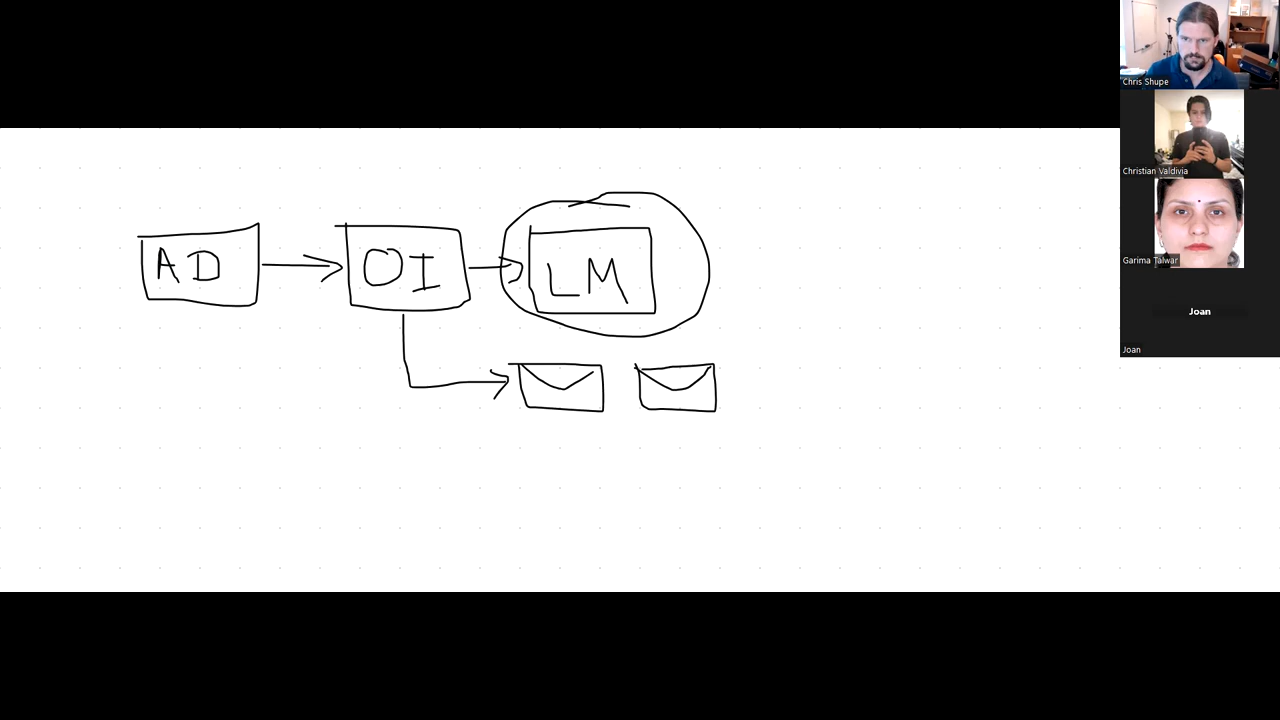 AD
OI
LM
Chris Shupe
Christian Valdivia
Garima Talwar
Joan
Joan